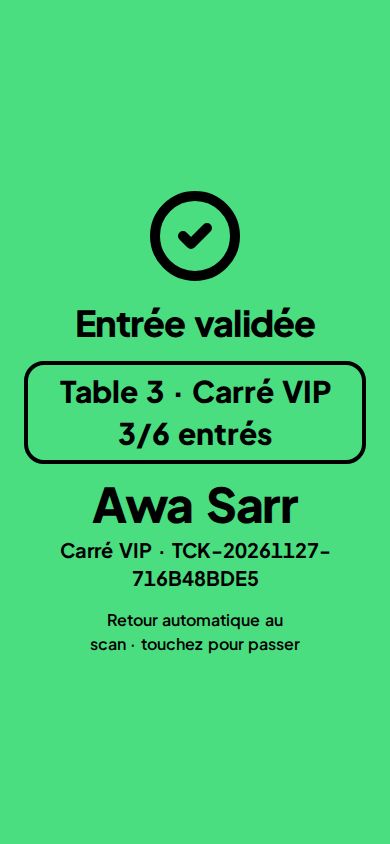 Entrée validée
Table 3 · Carré VIP
3/6 entrés
Awa Sarr
Carré VIP · TCK-20261127-
716B48BDE5
Retour automatique au
scan · touchez pour passer